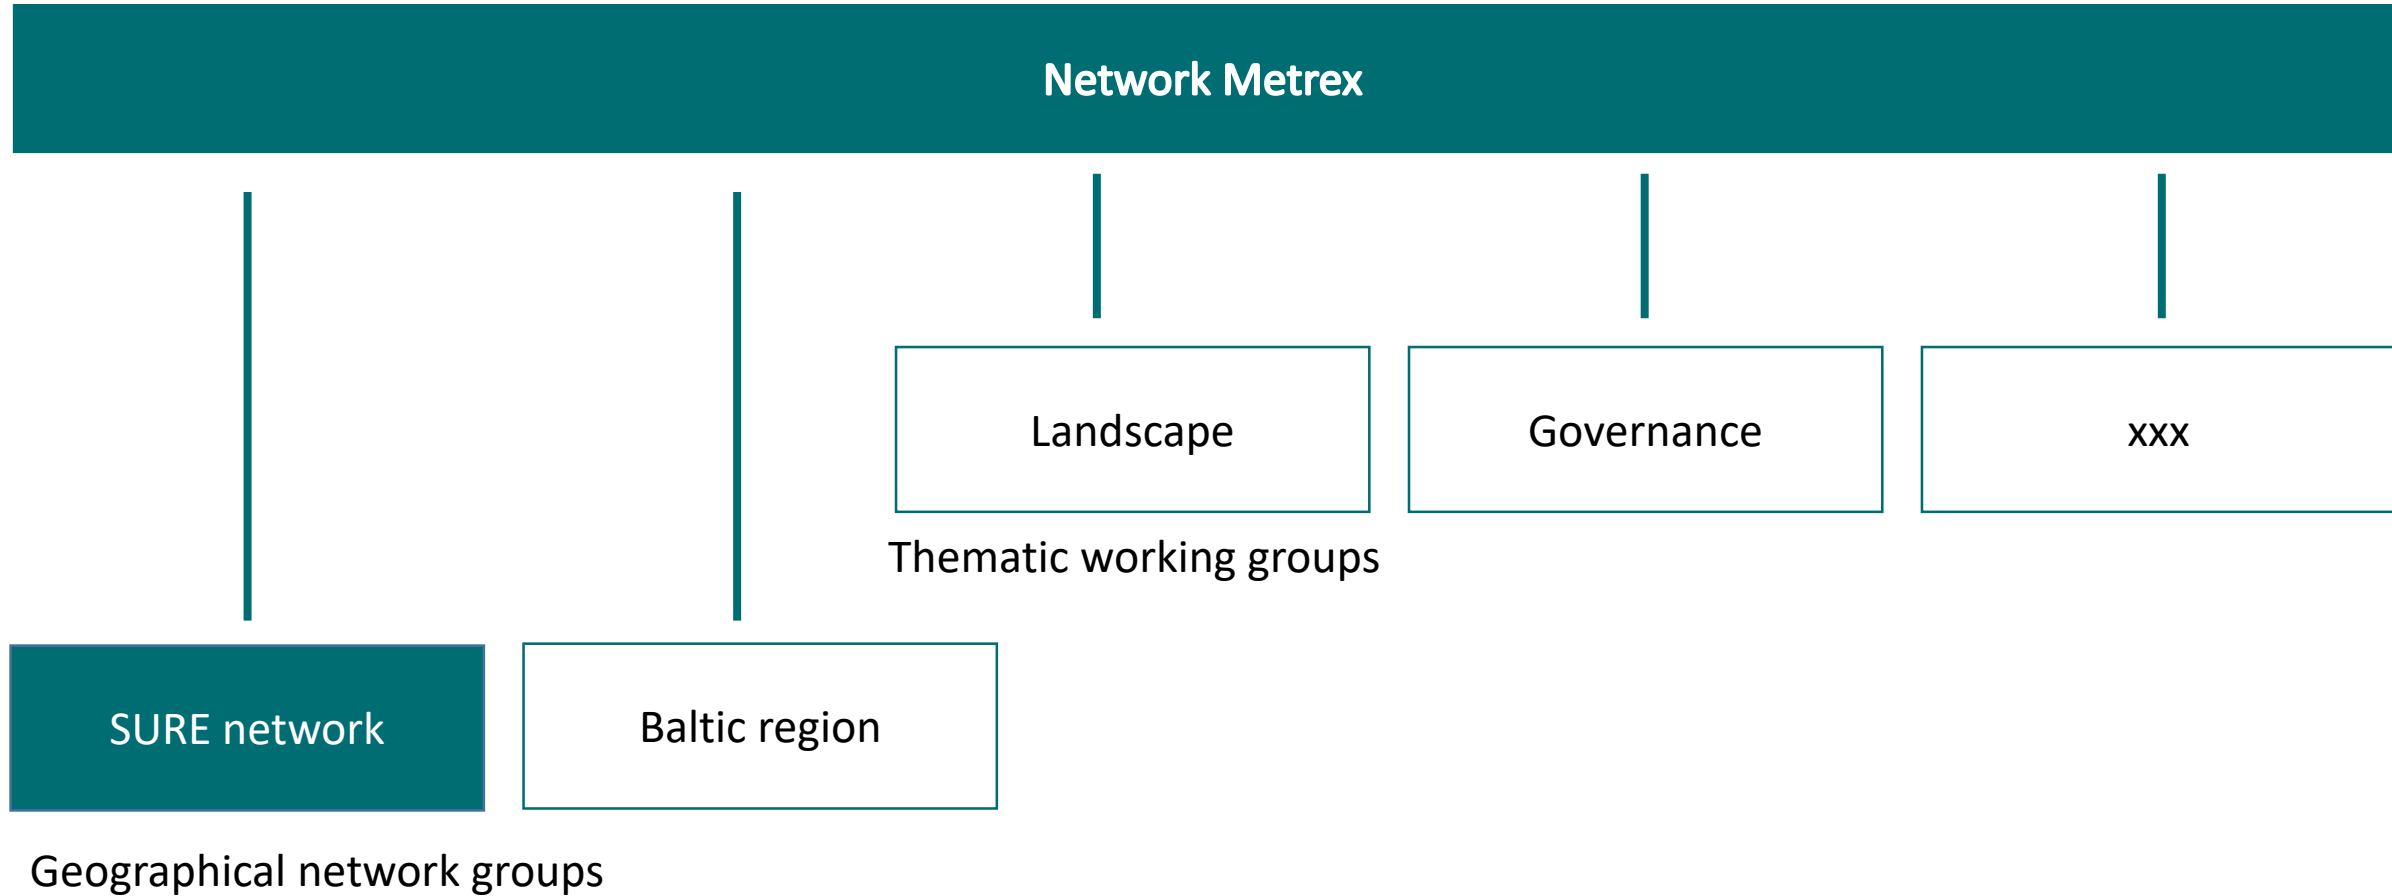 Network Metrex
Landscape
Governance
xxx
Thematic working groups
SURE network
Baltic region
Geographical network groups